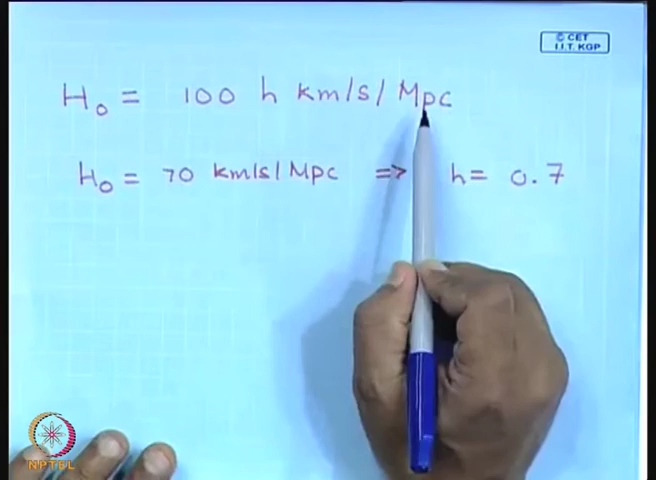 © CET
I.I.T. KGP
H₀ = 100 h km/s/Mpc
H₀ = 70 km/s/Mpc => h = 0.7
NPTEL